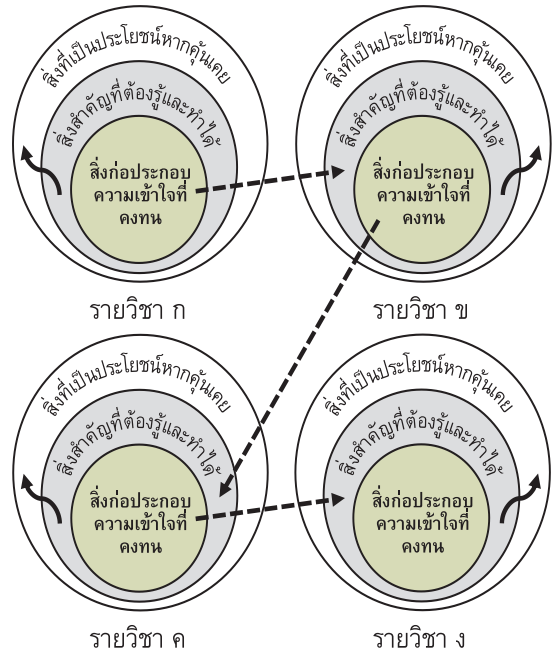 สิ่งที่เป็นประโยชน์หากคุ้นเคย
สิ่งสำคัญที่ต้องรู้และทำได้
สิ่งก่อประกอบ
ความเข้าใจที่
คงทน
รายวิชา ก
สิ่งที่เป็นประโยชน์หากคุ้นเคย
สิ่งสำคัญที่ต้องรู้และทำได้
สิ่งก่อประกอบ
ความเข้าใจที่
คงทน
รายวิชา ข
สิ่งที่เป็นประโยชน์หากคุ้นเคย
สิ่งสำคัญที่ต้องรู้และทำได้
สิ่งก่อประกอบ
ความเข้าใจที่
คงทน
รายวิชา ค
สิ่งที่เป็นประโยชน์หากคุ้นเคย
สิ่งสำคัญที่ต้องรู้และทำได้
สิ่งก่อประกอบ
ความเข้าใจที่
คงทน
รายวิชา ง